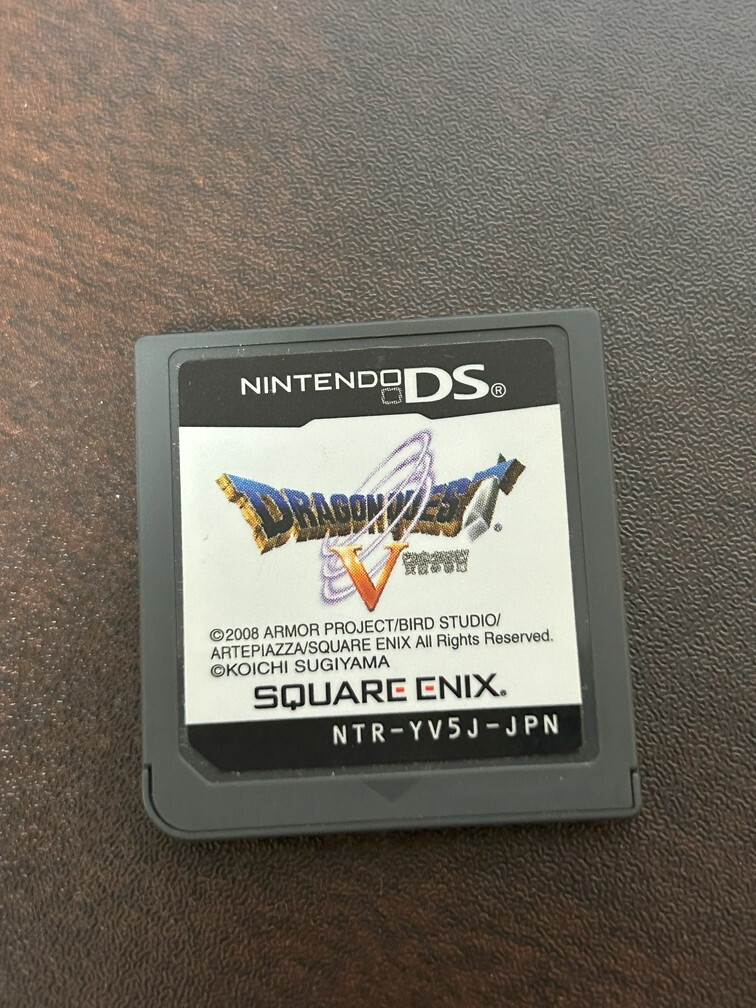 NINTENDO DS®
DRAGON QUEST®
V
©2008 ARMOR PROJECT/BIRD STUDIO/
ARTEPIAZZA/SQUARE ENIX All Rights Reserved.
©KOICHI SUGIYAMA
SQUARE ENIX®
NTR-YV5J-JPN